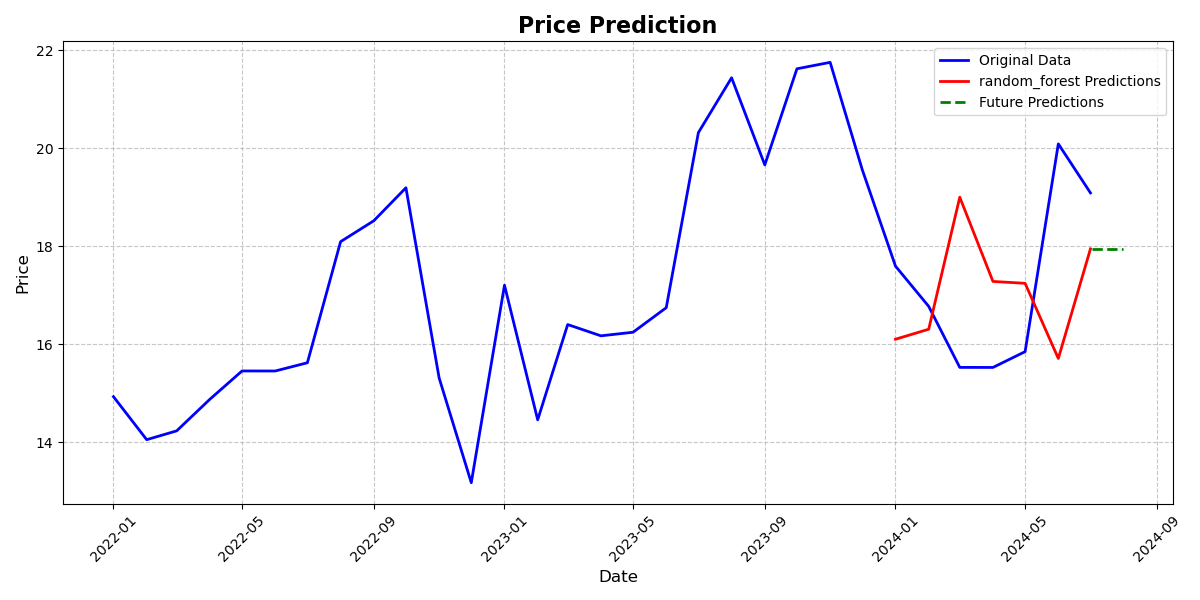 Price Prediction
Original Data
random_forest Predictions
Future Predictions
Price
22
20
18
16
14
2022-01
2022-05
2022-09
2023-01
2023-05
2023-09
2024-01
2024-05
2024-09
Date